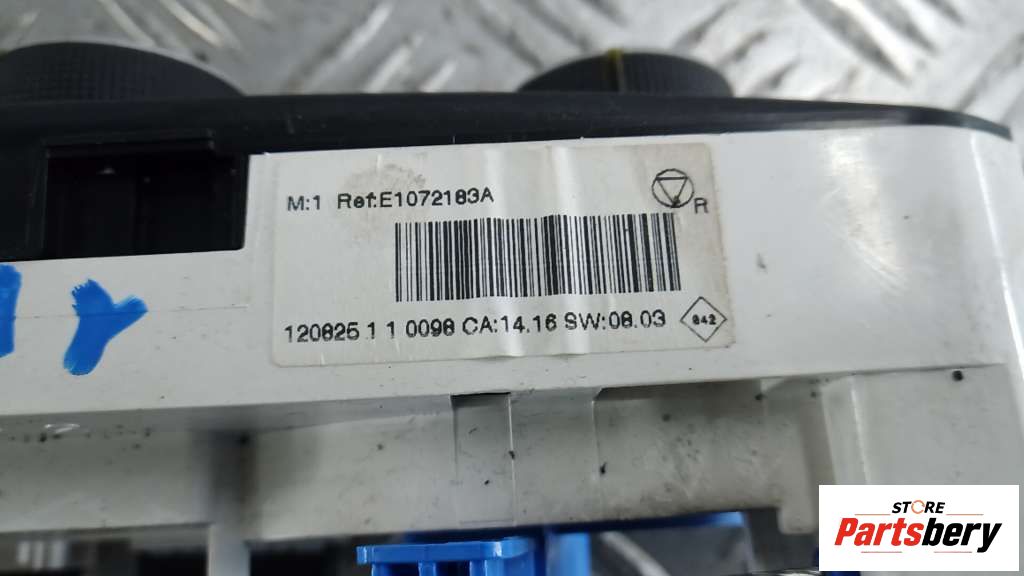 M:1 Ref:E1072183A
R
120825 1 1 0098 CA:14.16 SW:08.03
842
STORE
Partsbery